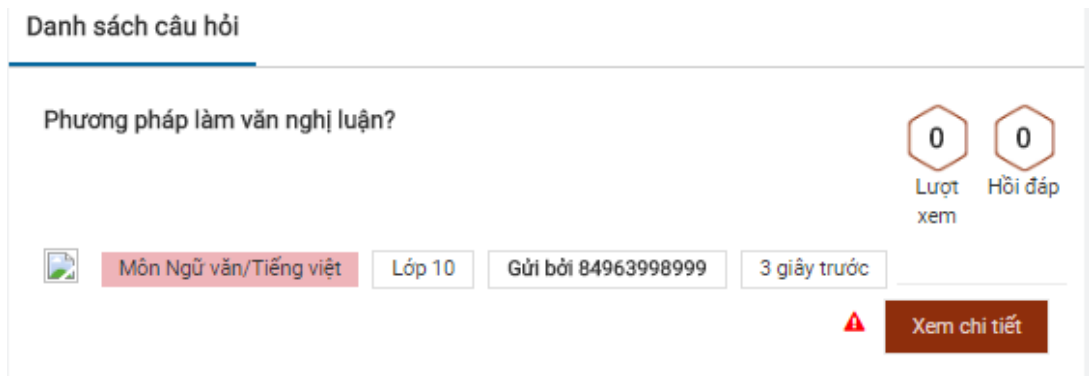 Danh sách câu hỏi
Phương pháp làm văn nghị luận?
0
0
Lượt xem
Hồi đáp
Môn Ngữ văn/Tiếng việt
Lớp 10
Gửi bởi 84963998999
3 giây trước
Xem chi tiết